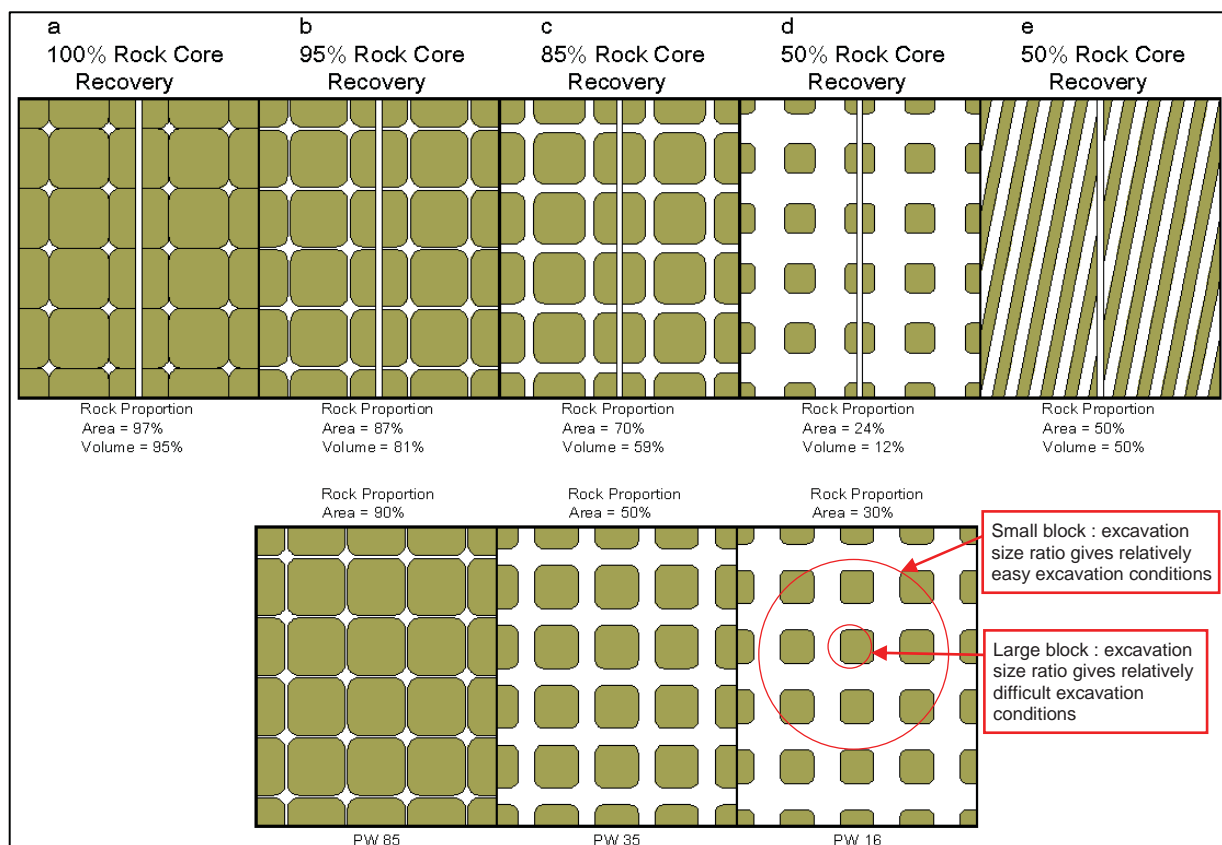 a
100% Rock Core
Recovery
b
95% Rock Core
Recovery
c
85% Rock Core
Recovery
d
50% Rock Core
Recovery
e
50% Rock Core
Recovery
Rock Proportion
Area = 97%
Volume = 95%
Rock Proportion
Area = 87%
Volume = 81%
Rock Proportion
Area = 70%
Volume = 59%
Rock Proportion
Area = 24%
Volume = 12%
Rock Proportion
Area = 50%
Volume = 50%
Rock Proportion
Area = 90%
Rock Proportion
Area = 50%
Rock Proportion
Area = 30%
Small block : excavation
size ratio gives relatively
easy excavation conditions
Large block : excavation
size ratio gives relatively
difficult excavation
conditions
PW 85
PW 35
PW 16